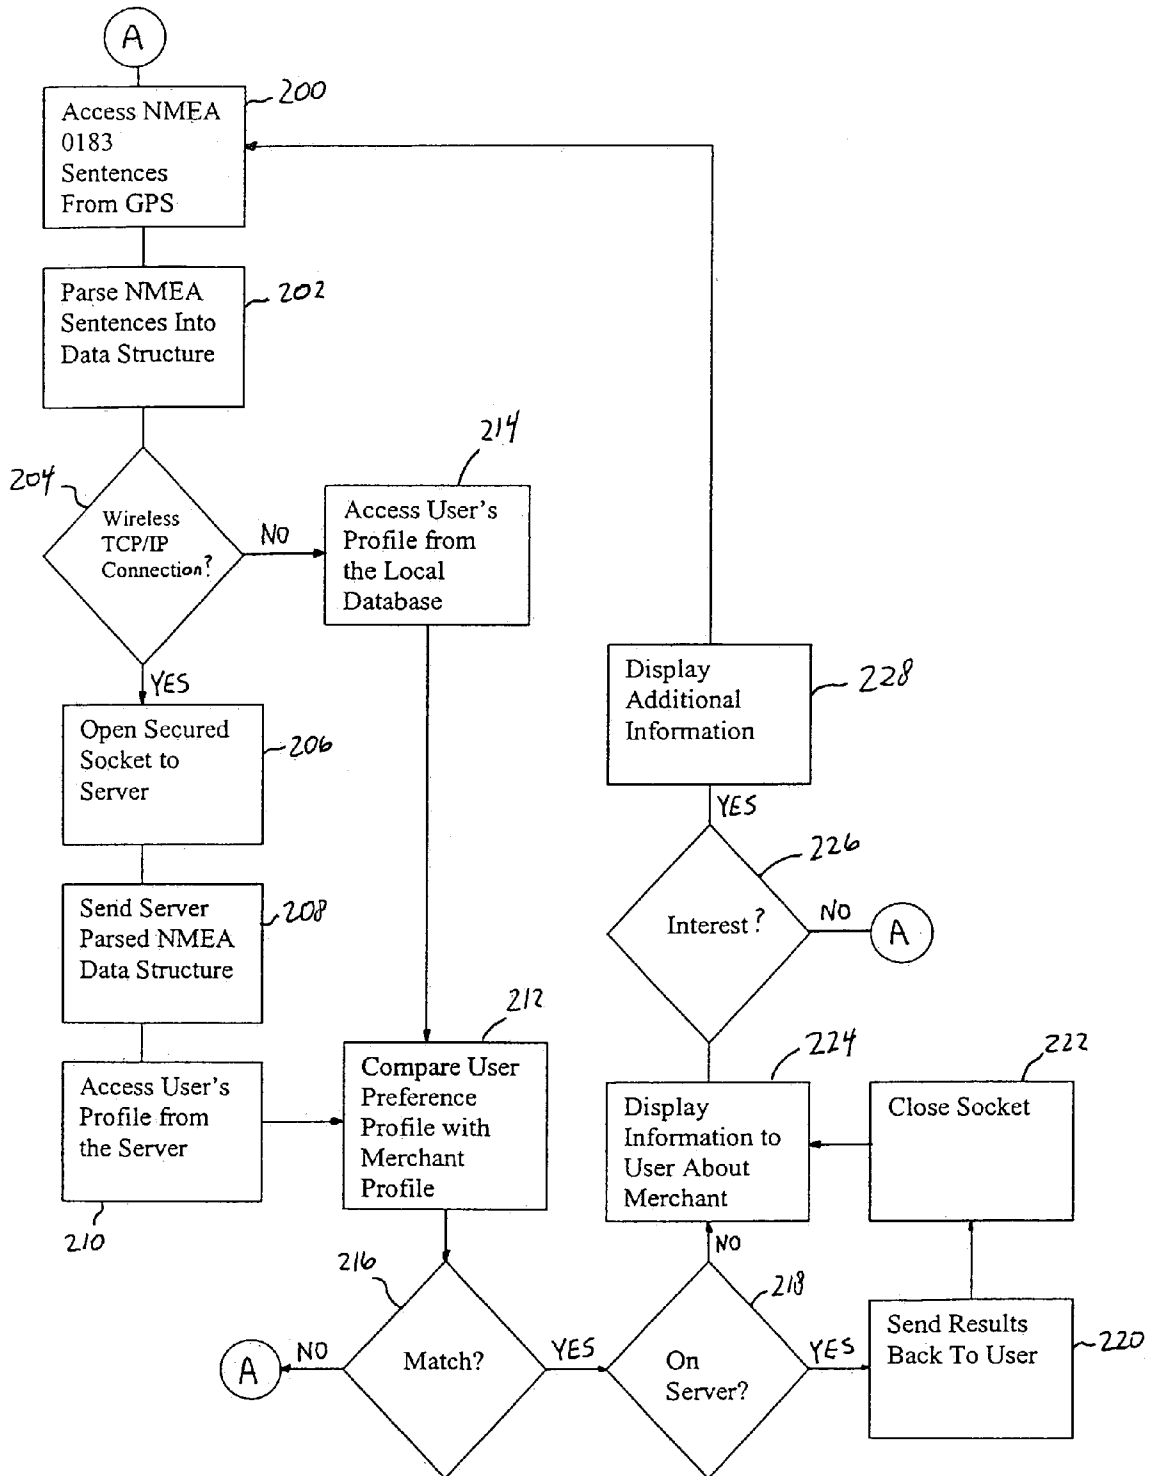 A
200
Access NMEA
0183
Sentences
From GPS
202
Parse NMEA
Sentences Into
Data Structure
204
Wireless
TCP/IP
Connection?
NO
214
Access User's
Profile from
the Local
Database
YES
Open Secured
Socket to
Server
206
Send Server
Parsed NMEA
Data Structure
208
Access User's
Profile from
the Server
210
212
Compare User
Preference
Profile with
Merchant
Profile
216
Match?
NO
A
YES
218
On
Server?
YES
Send Results
Back To User
220
222
Close Socket
NO
224
Display
Information to
User About
Merchant
226
Interest?
NO
A
YES
Display
Additional
Information
228